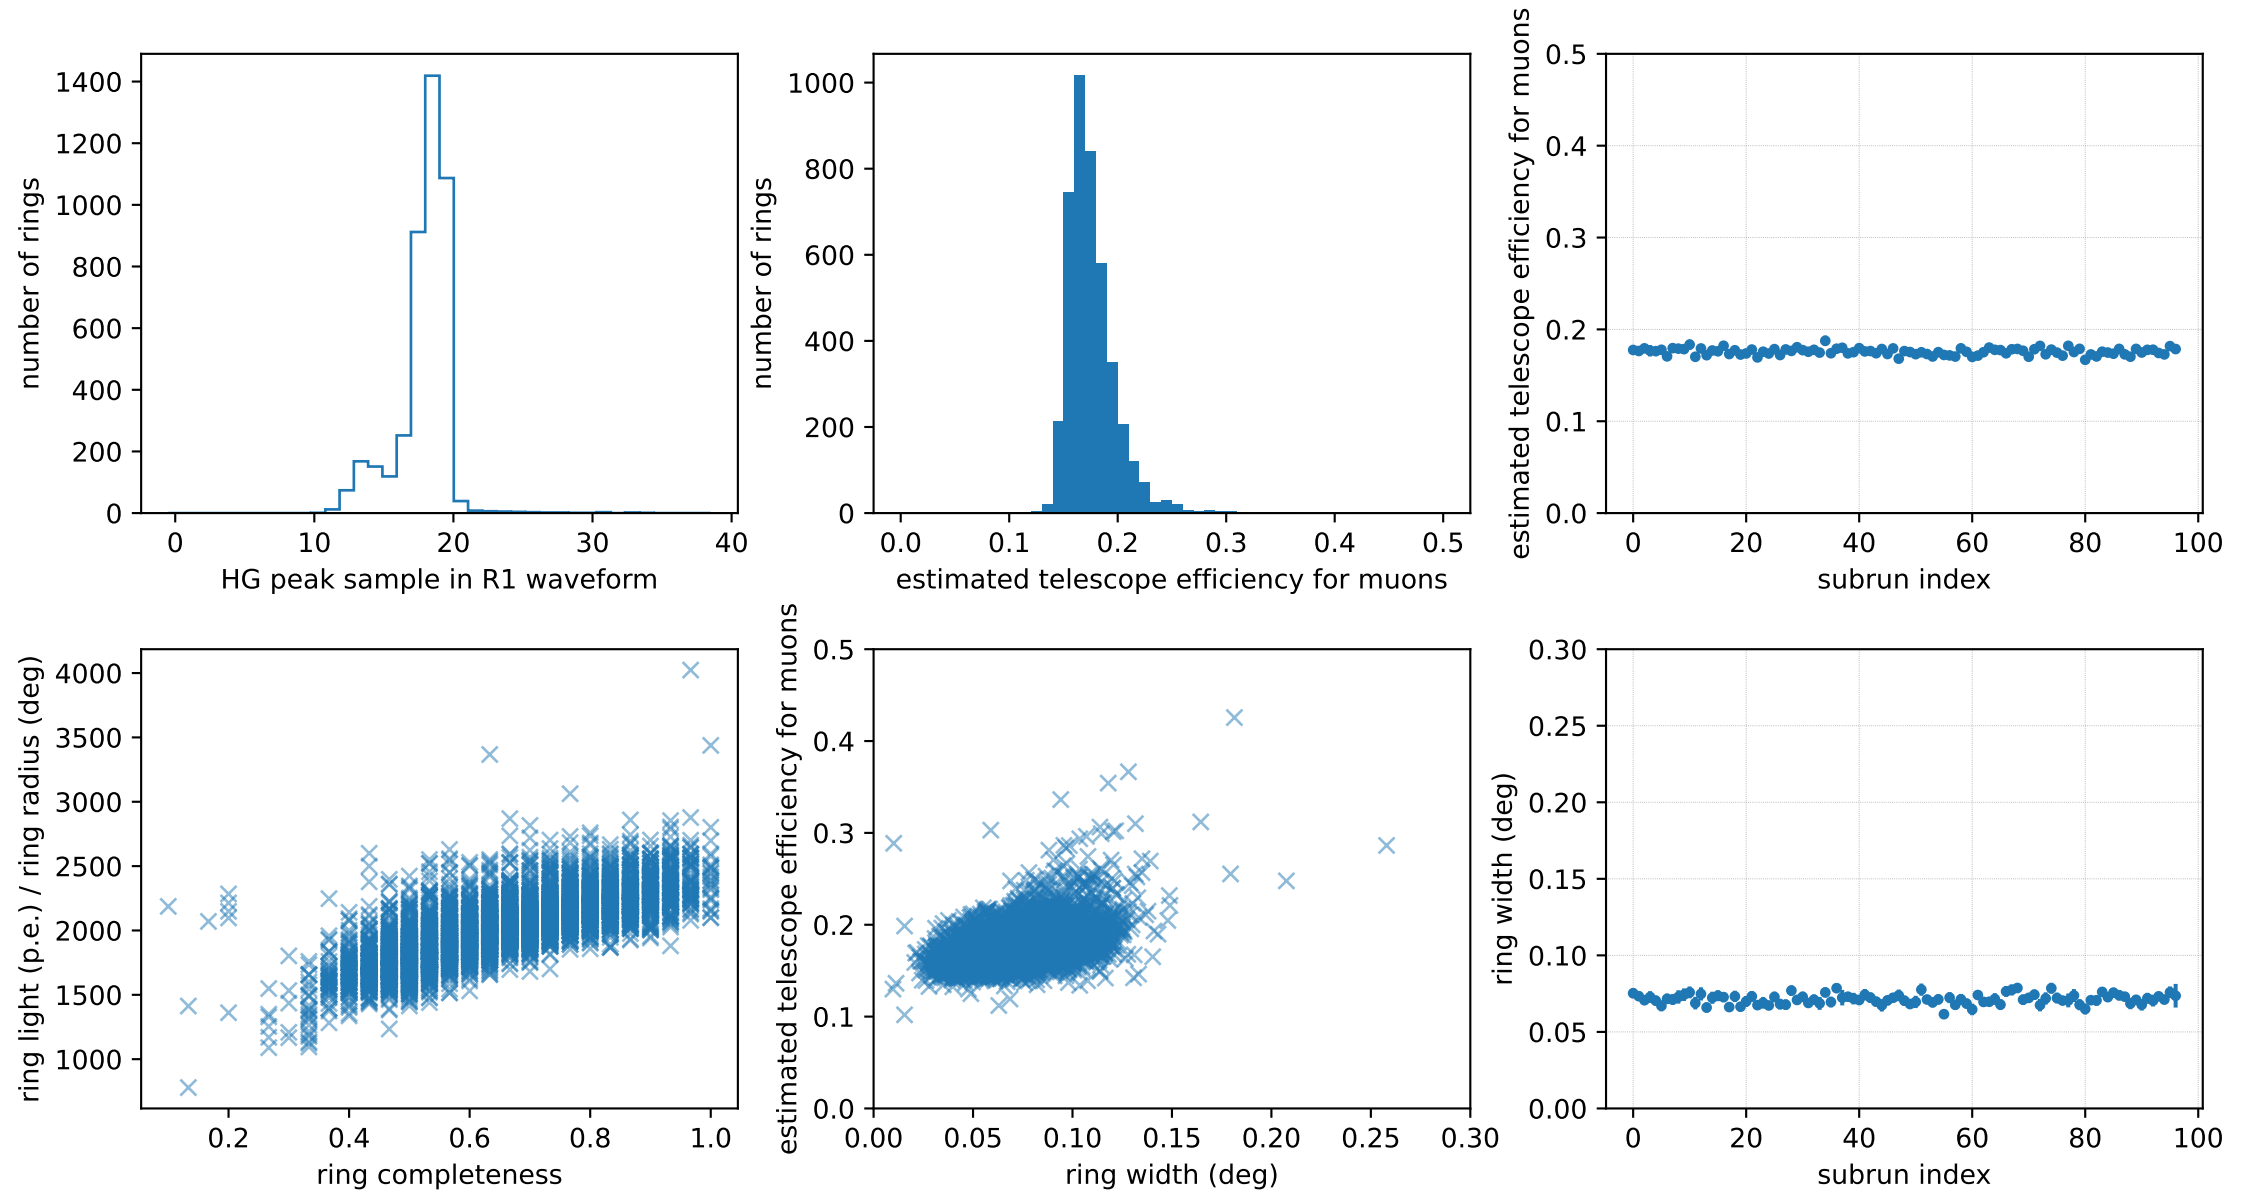 number of rings
1400
1200
1000
800
600
400
200
0
0 10 20 30 40
HG peak sample in R1 waveform
number of rings
1000
800
600
400
200
0
0.0 0.1 0.2 0.3 0.4 0.5
estimated telescope efficiency for muons
estimated telescope efficiency for muons
0.5
0.4
0.3
0.2
0.1
0.0
0 20 40 60 80 100
subrun index
ring light (p.e.) / ring radius (deg)
4000
3500
3000
2500
2000
1500
1000
0.2 0.4 0.6 0.8 1.0
ring completeness
estimated telescope efficiency for muons
0.5
0.4
0.3
0.2
0.1
0.0
0.00 0.05 0.10 0.15 0.20 0.25 0.30
ring width (deg)
ring width (deg)
0.30
0.25
0.20
0.15
0.10
0.05
0.00
0 20 40 60 80 100
subrun index